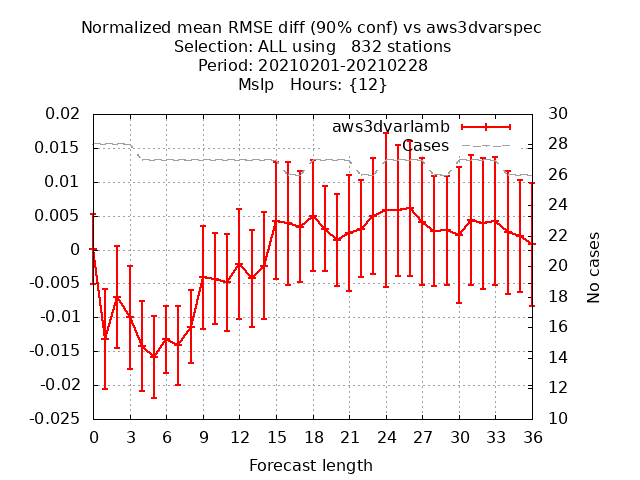 Normalized mean RMSE diff (90% conf) vs aws3dvarspec
Selection: ALL using   832 stations
Period: 20210201-20210228
Mslp   Hours: {12}
aws3dvarlamb
Cases
0.02
0.015
0.01
0.005
0
-0.005
-0.01
-0.015
-0.02
-0.025
30
28
26
24
22
20
18
16
14
12
10
No cases
0 3 6 9 12 15 18 21 24 27 30 33 36
Forecast length